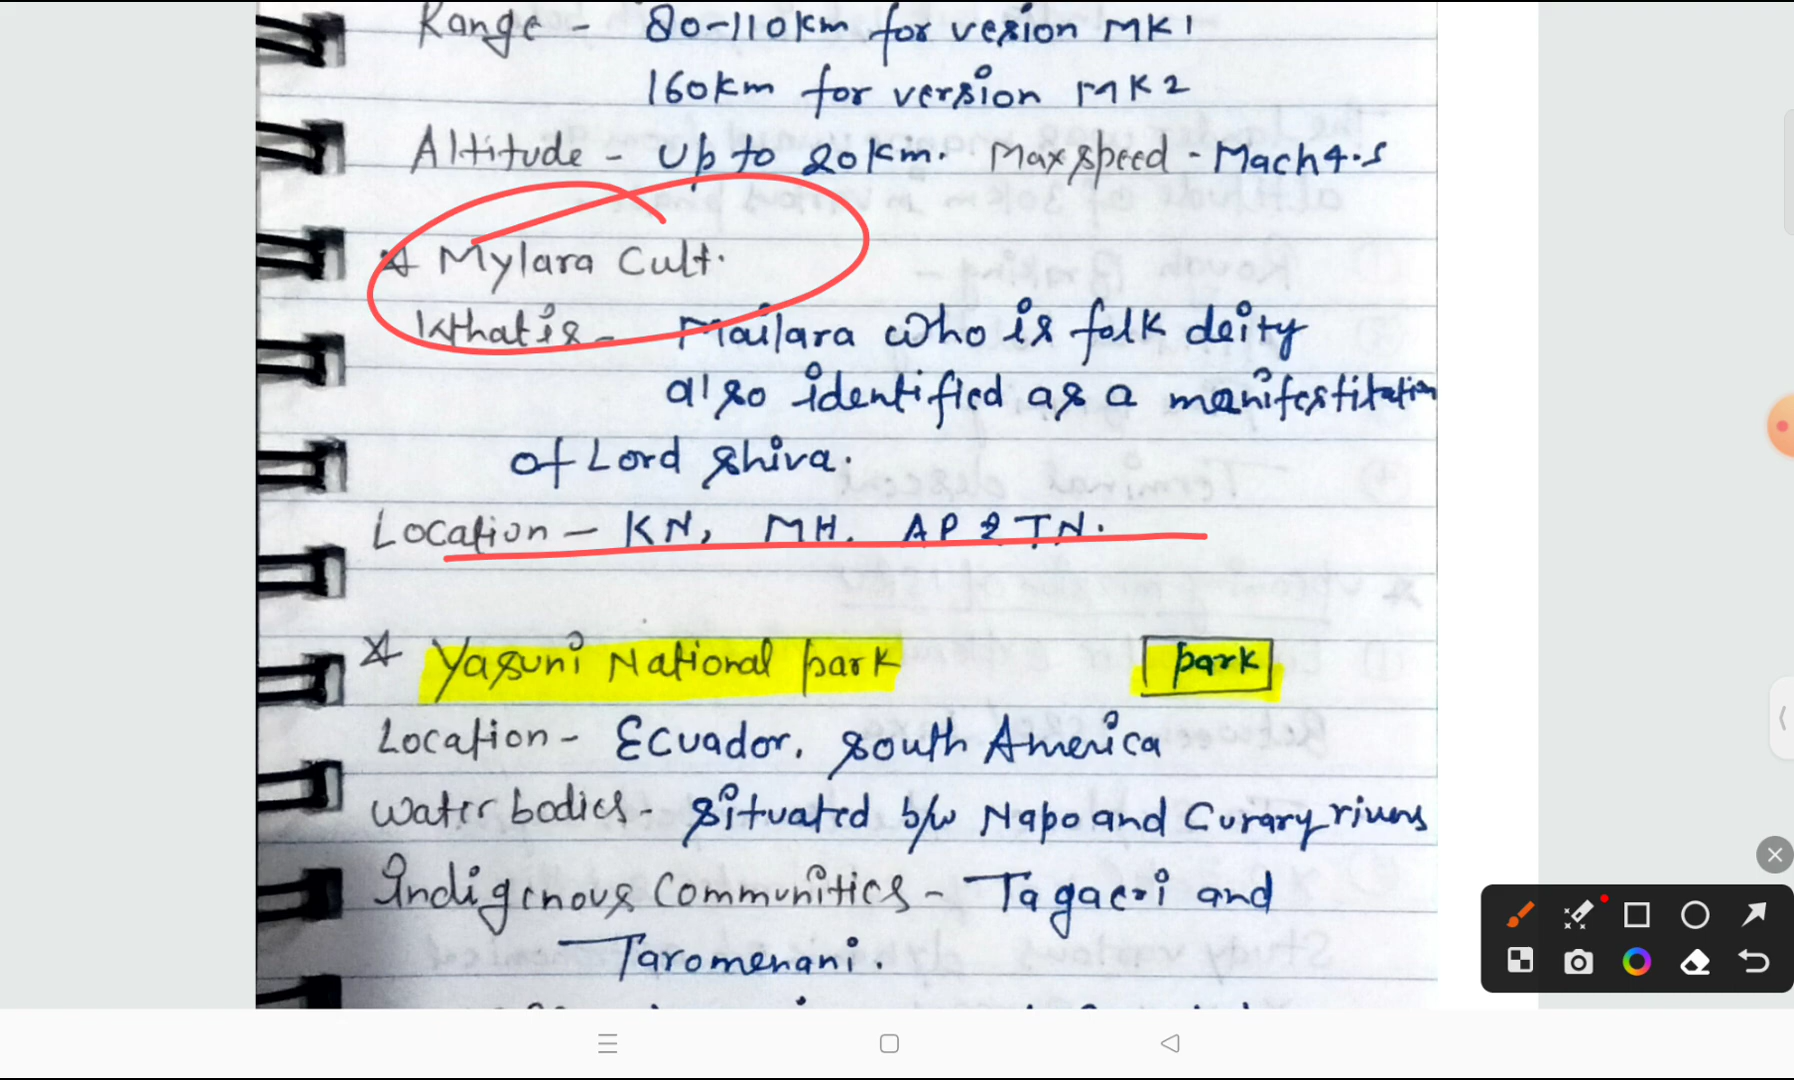 Range - 80-110km for vesion MK1
160km for version MK2
Altitude - Up to 20km. Max speed - Mach 4.5
Mylara Cult.
What is - Mailara who is folk deity
also identified as a manifestitation
of Lord Shiva.
Location - KN, MH, AP & TN.
Yasuni National park park
Location - Ecuador, South America
Water bodies - Situated b/w Napo and Curary rivers
Indigenous Communities - Tagaeri and
Taromenani.